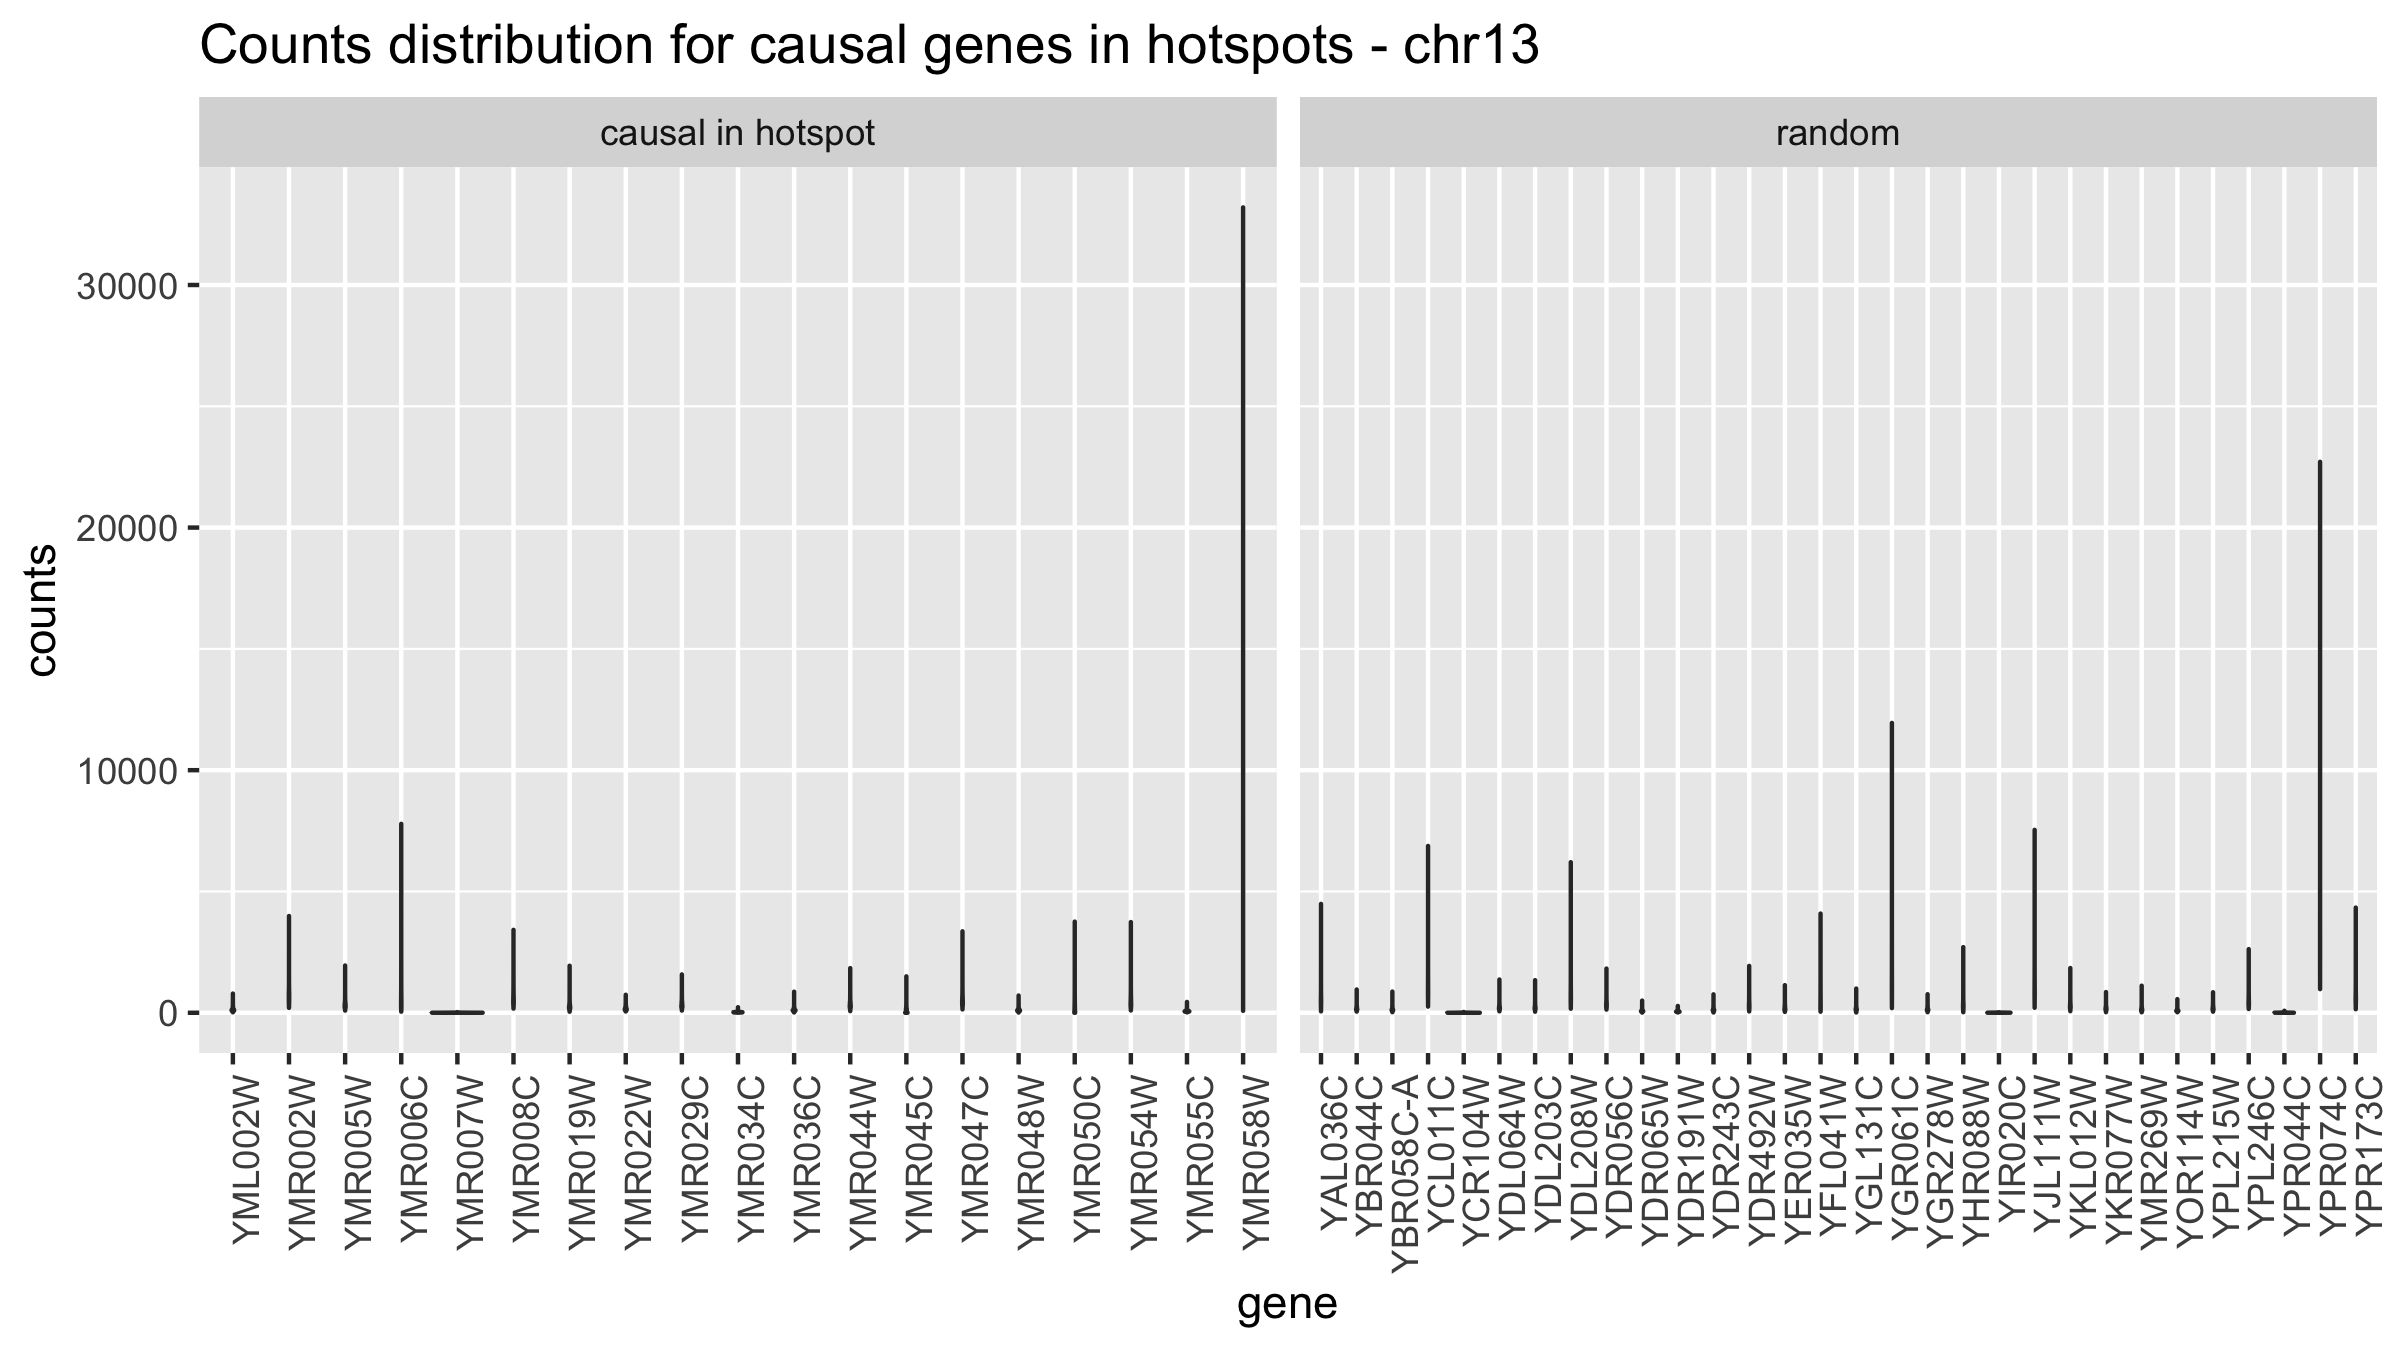 Counts distribution for causal genes in hotspots - chr13
causal in hotspot
random
counts
30000
20000
10000
0
YML002W
YMR002W
YMR005W
YMR006C
YMR007W
YMR008C
YMR019W
YMR022W
YMR029C
YMR034C
YMR036C
YMR044W
YMR045C
YMR047C
YMR048W
YMR050C
YMR054W
YMR055C
YMR058W
YAL036C
YBR044C
YBR058C-A
YCL011C
YCR104W
YDL064W
YDL203C
YDL208W
YDR056C
YDR065W
YDR191W
YDR243C
YDR492W
YER035W
YFL041W
YGL131C
YGR061C
YGR278W
YHR088W
YIR020C
YJL111W
YKL012W
YKR077W
YMR269W
YOR114W
YPL215W
YPL246C
YPR044C
YPR074C
YPR173C
gene